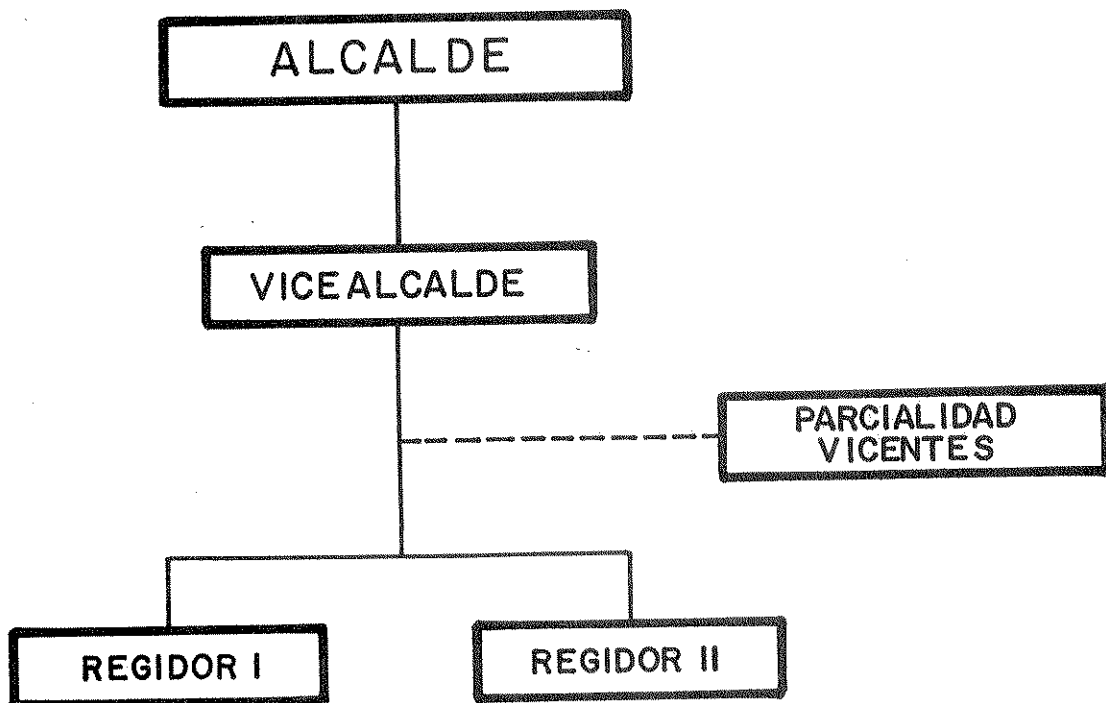 ALCALDE
VICEALCALDE
PARCIALIDAD
VICENTES
REGIDOR I
REGIDOR II